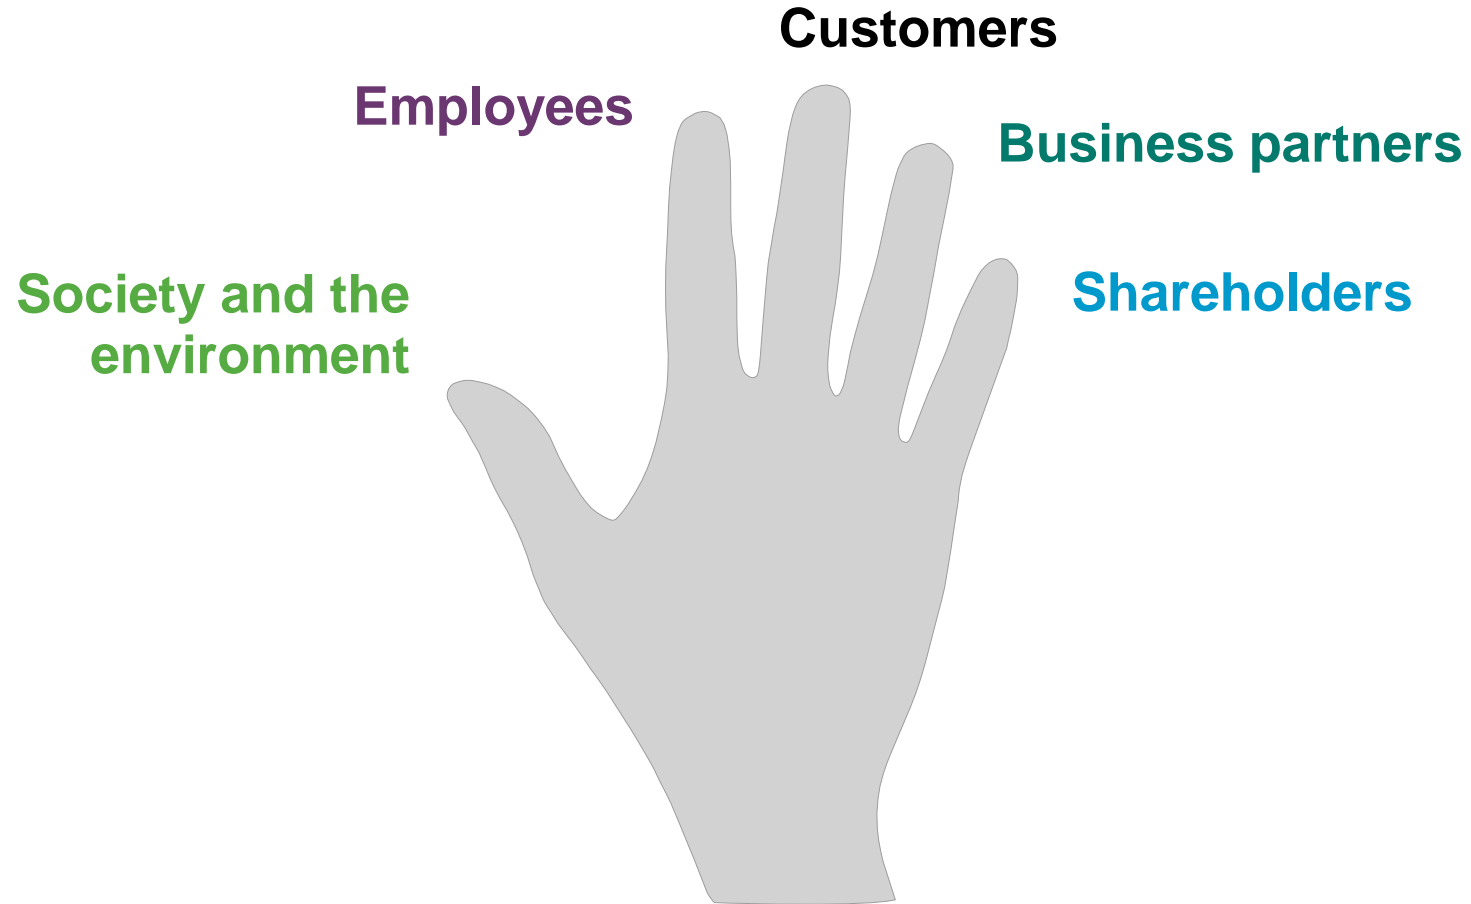 Customers
Employees
Business partners
Society and the
environment
Shareholders